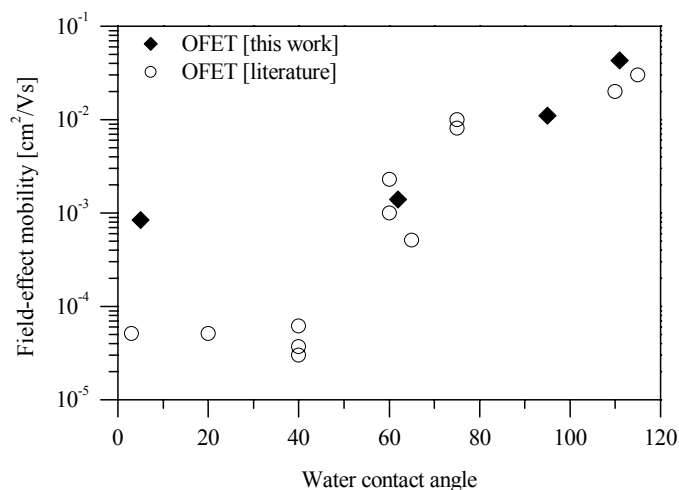 10⁻¹
OFET [this work]
OFET [literature]
10⁻²
10⁻³
10⁻⁴
10⁻⁵
Field-effect mobility [cm²/Vs]
0 20 40 60 80 100 120
Water contact angle